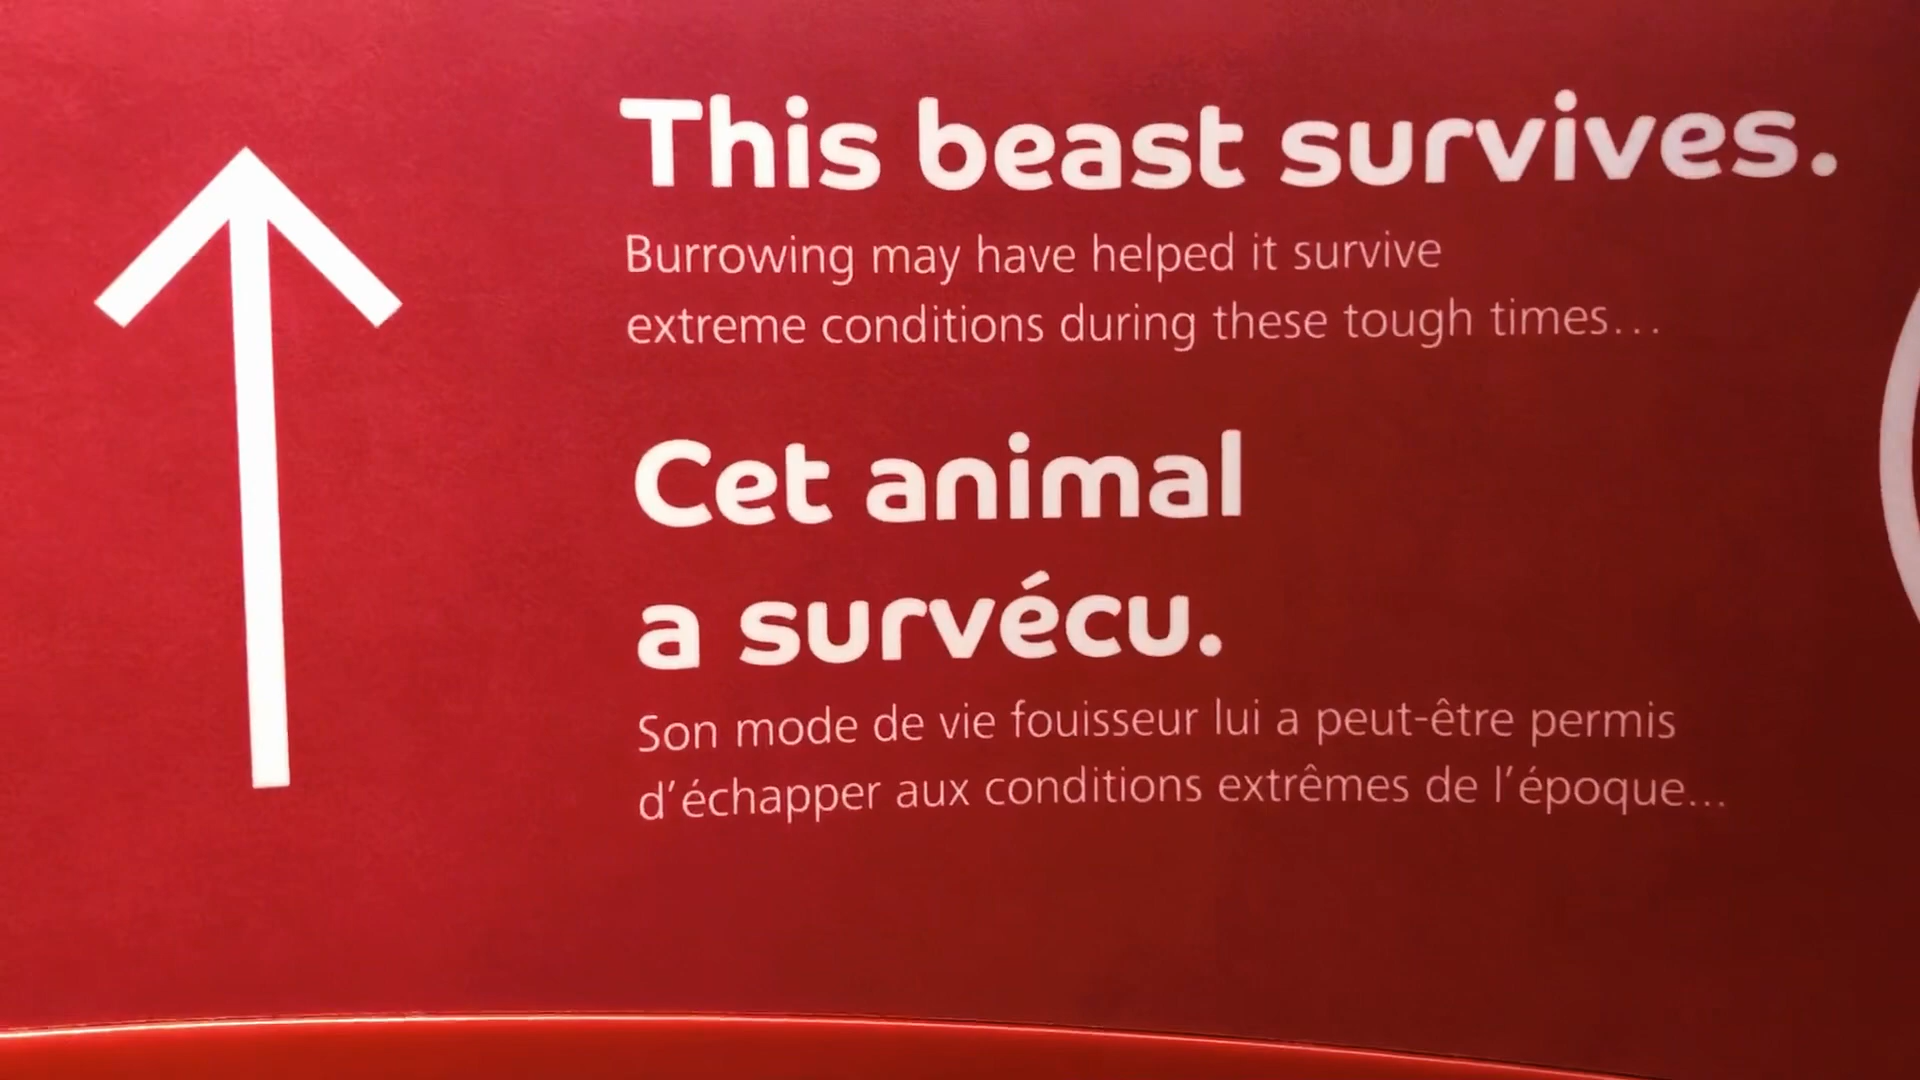 This beast survives.
Burrowing may have helped it survive
extreme conditions during these tough times...
Cet animal
a survécu.
Son mode de vie fouisseur lui a peut-être permis
d'échapper aux conditions extrêmes de l'époque...